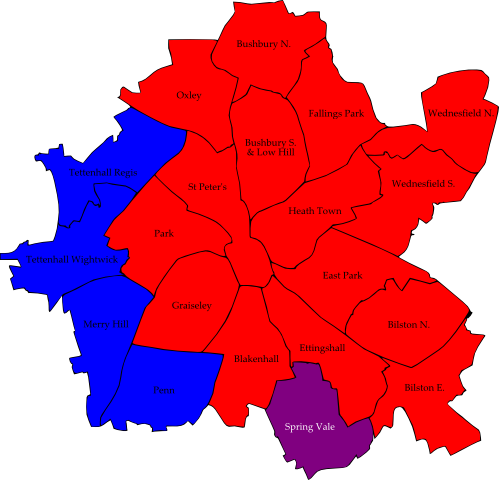 Bushbury N.
Oxley
Fallings Park
Wednesfield N.
Bushbury S.
& Low Hill
Tettenhall Regis
St Peter's
Wednesfield S.
Heath Town
Park
Tettenhall Wightwick
East Park
Graiseley
Merry Hill
Bilston N.
Ettingshall
Blakenhall
Penn
Bilston E.
Spring Vale